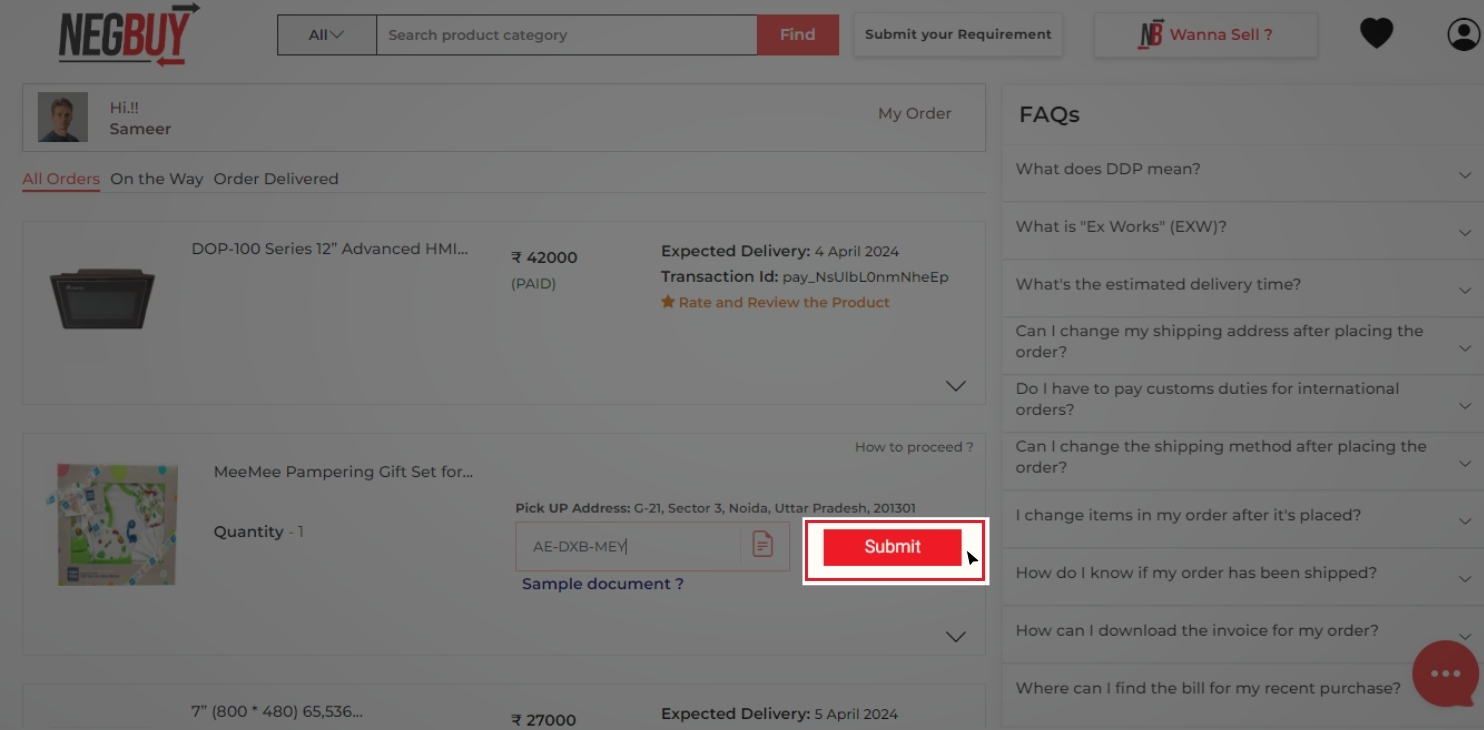 NEGBUY
All
Search product category
Find
Submit your Requirement
NB Wanna Sell ?
Hi.!!
Sameer
My Order
All Orders On the Way Order Delivered
DOP-100 Series 12” Advanced HMI...
₹ 42000
(PAID)
Expected Delivery: 4 April 2024
Transaction Id: pay_NsUlbL0nmNheEp
Rate and Review the Product
How to proceed ?
MeeMee Pampering Gift Set for...
Quantity - 1
Pick UP Address: G-21, Sector 3, Noida, Uttar Pradesh, 201301
AE-DXB-MEY
Submit
Sample document ?
7” (800 * 480) 65,536...
₹ 27000
Expected Delivery: 5 April 2024
FAQs
What does DDP mean?
What is "Ex Works" (EXW)?
What's the estimated delivery time?
Can I change my shipping address after placing the
order?
Do I have to pay customs duties for international
orders?
Can I change the shipping method after placing the
order?
I change items in my order after it's placed?
How do I know if my order has been shipped?
How can I download the invoice for my order?
Where can I find the bill for my recent purchase?